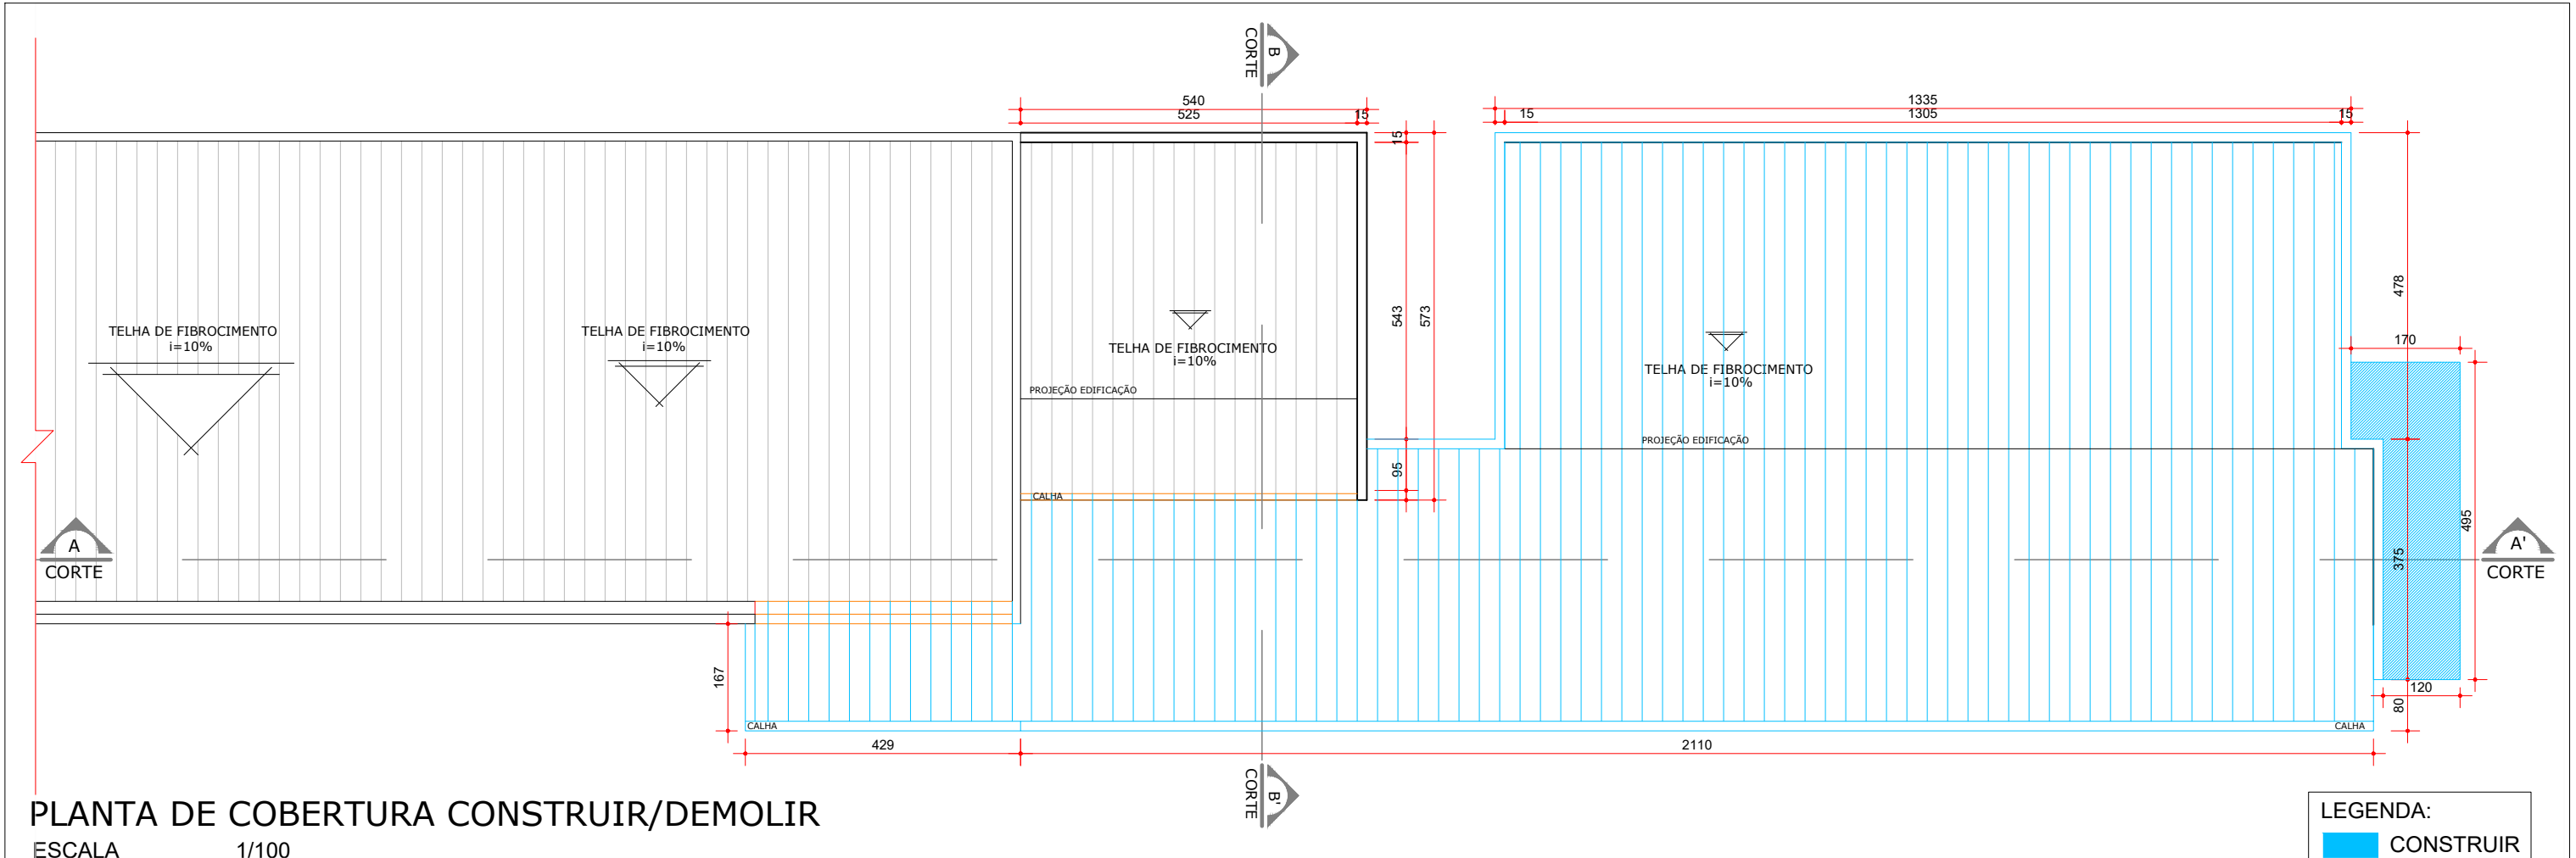 CORTE
B
540
525
15
1335
15
1305
15
15
543
573
478
TELHA DE FIBROCIMENTO
i=10%
TELHA DE FIBROCIMENTO
i=10%
TELHA DE FIBROCIMENTO
i=10%
TELHA DE FIBROCIMENTO
i=10%
170
PROJEÇÃO EDIFICAÇÃO
PROJEÇÃO EDIFICAÇÃO
95
CALHA
495
375
A
CORTE
A'
CORTE
167
120
80
CALHA
CALHA
429
2110
CORTE
B'
PLANTA DE COBERTURA CONSTRUIR/DEMOLIR
ESCALA 1/100
LEGENDA:
CONSTRUIR